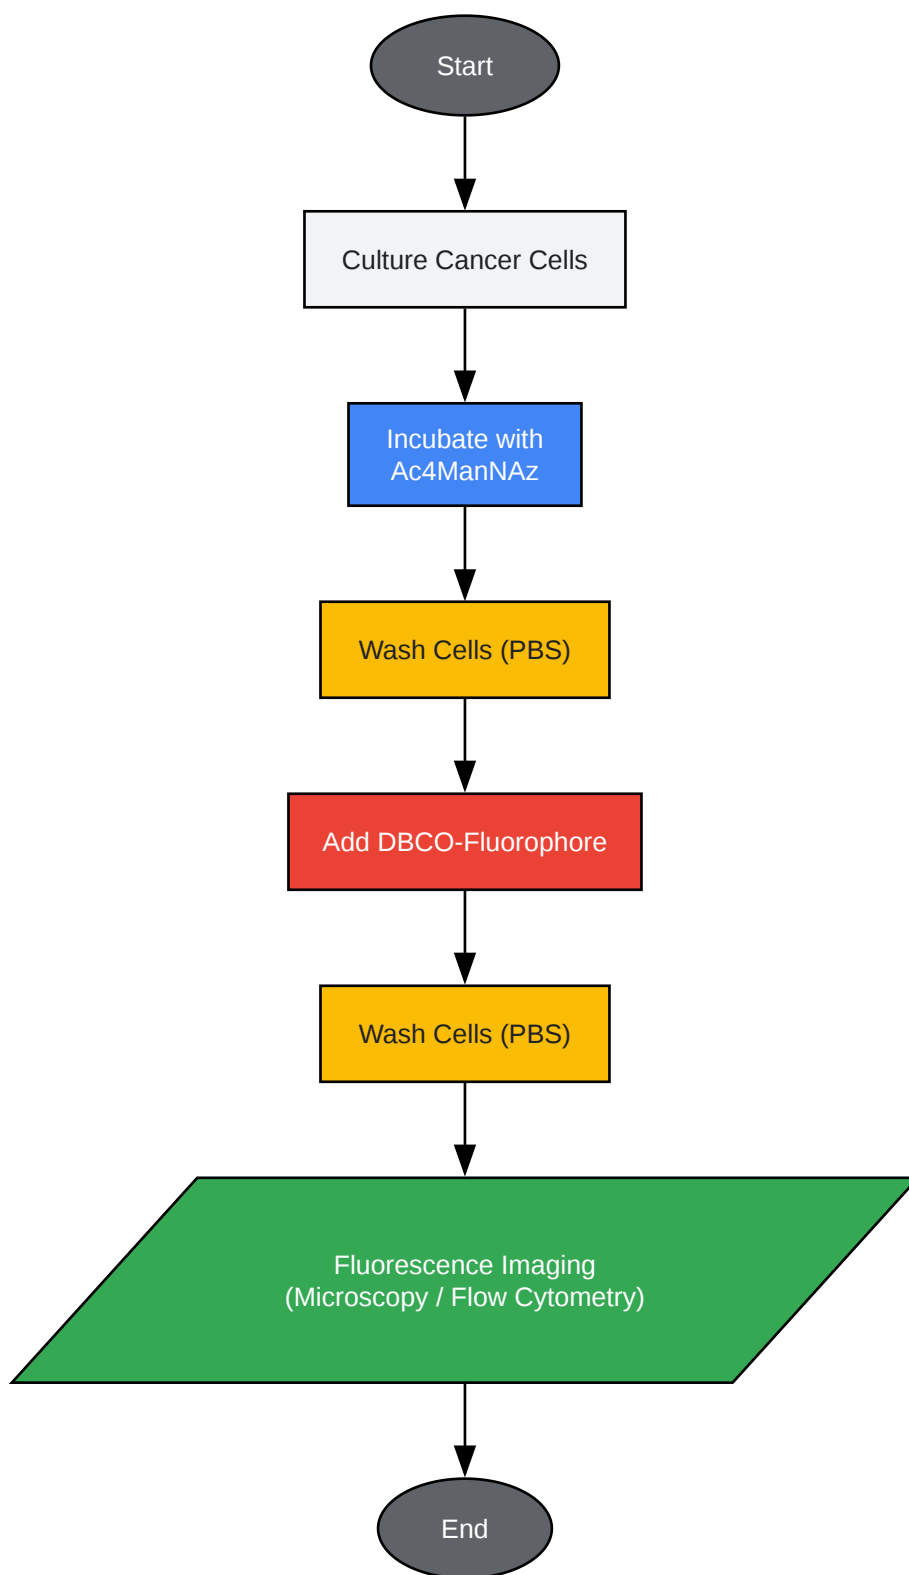 Start
Culture Cancer Cells
Incubate with
Ac4ManNAz
Wash Cells (PBS)
Add DBCO-Fluorophore
Wash Cells (PBS)
Fluorescence Imaging
(Microscopy / Flow Cytometry)
End